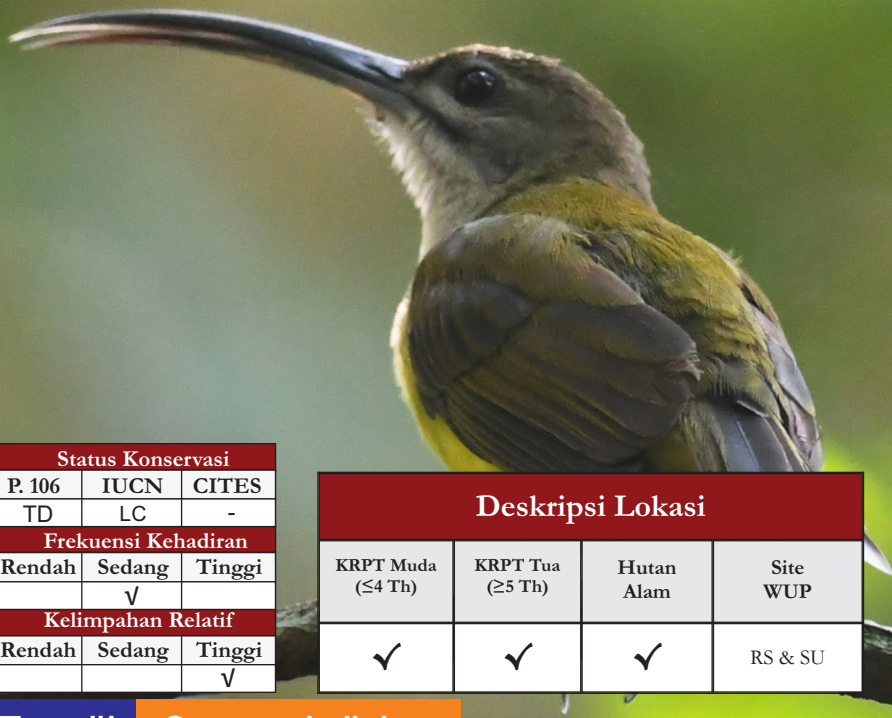 Status Konservasi
P. 106 IUCN CITES
TD LC -
Frekuensi Kehadiran
Rendah Sedang Tinggi
√
Kelimpahan Relatif
Rendah Sedang Tinggi
√
Deskripsi Lokasi
KRPT Muda (≤4 Th) KRPT Tua (≥5 Th) Hutan Alam Site WUP
✓ ✓ ✓ RS & SU